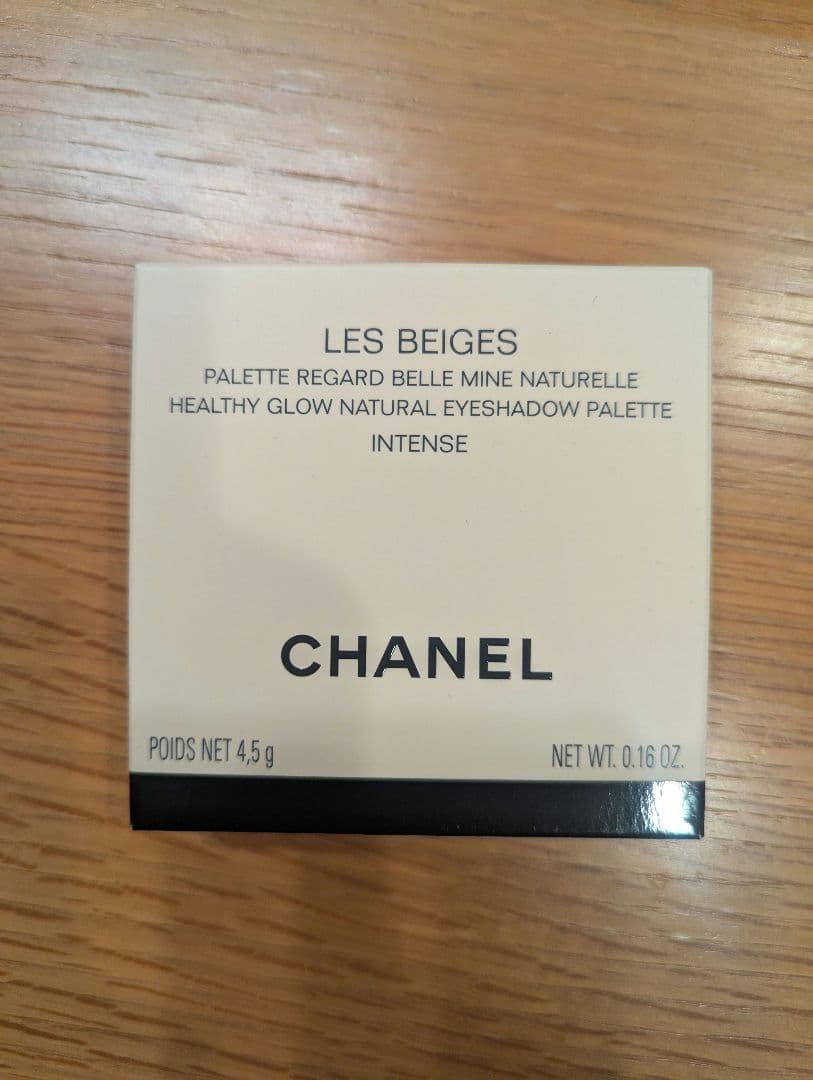 LES BEIGES
PALETTE REGARD BELLE MINE NATURELLE
HEALTHY GLOW NATURAL EYESHADOW PALETTE
INTENSE
CHANEL
POIDS NET 4,5 g
NET WT. 0.16 OZ.